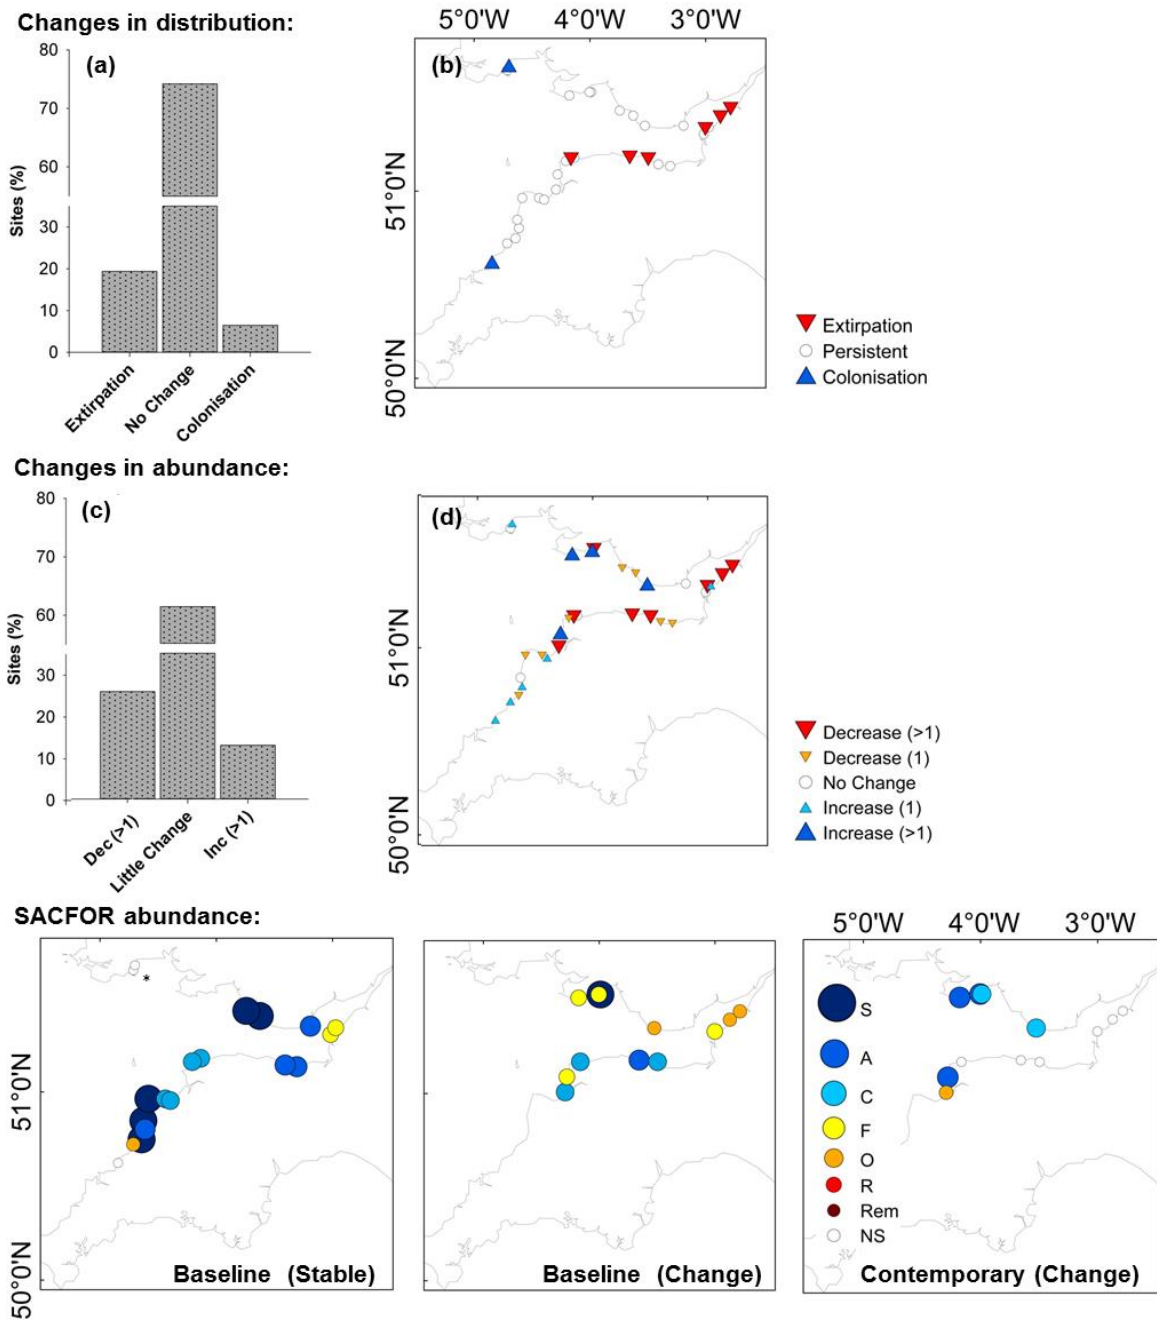 Changes in distribution:
80
70
60
30
20
10
0
Sites (%)
(a)
Extirpation
No Change
Colonisation
5°0'W 4°0'W 3°0'W
(b)
51°0'N
50°0'N
Extirpation
Persistent
Colonisation
Changes in abundance:
80
70
60
30
20
10
0
Sites (%)
(c)
Dec (>1)
Little Change
Inc (>1)
(d)
51°0'N
50°0'N
Decrease (>1)
Decrease (1)
No Change
Increase (1)
Increase (>1)
SACFOR abundance:
*
51°0'N
50°0'N
Baseline (Stable)
Baseline (Change)
5°0'W 4°0'W 3°0'W
S
A
C
F
O
R
Rem
NS
Contemporary (Change)